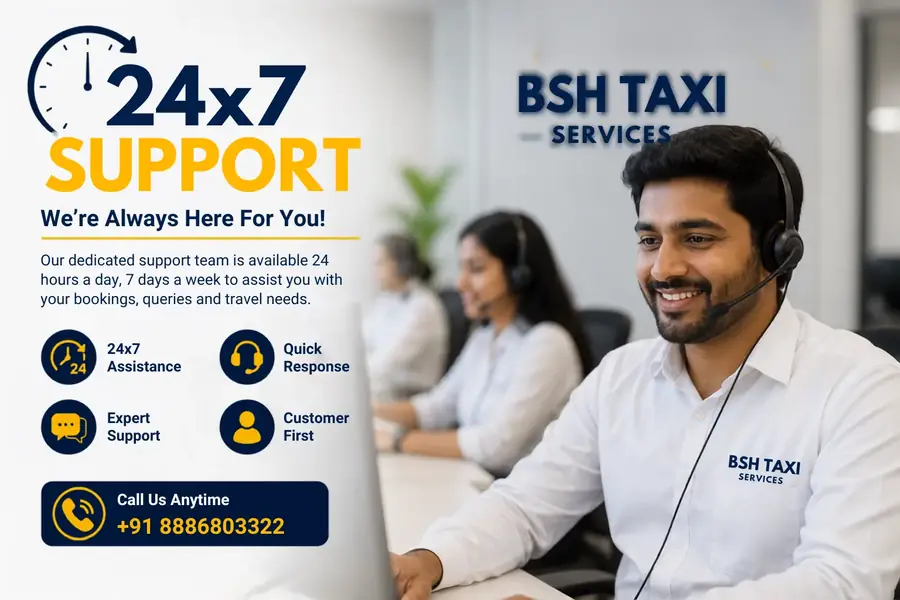 24x7
SUPPORT
We're Always Here For You!
Our dedicated support team is available 24
hours a day, 7 days a week to assist you with
your bookings, queries and travel needs.
24x7
Assistance
Quick
Response
24
Expert
Support
Customer
First
Call Us Anytime
+91 8886803322
BSH TAXI
SERVICES
BSH TAXI
SERVICES